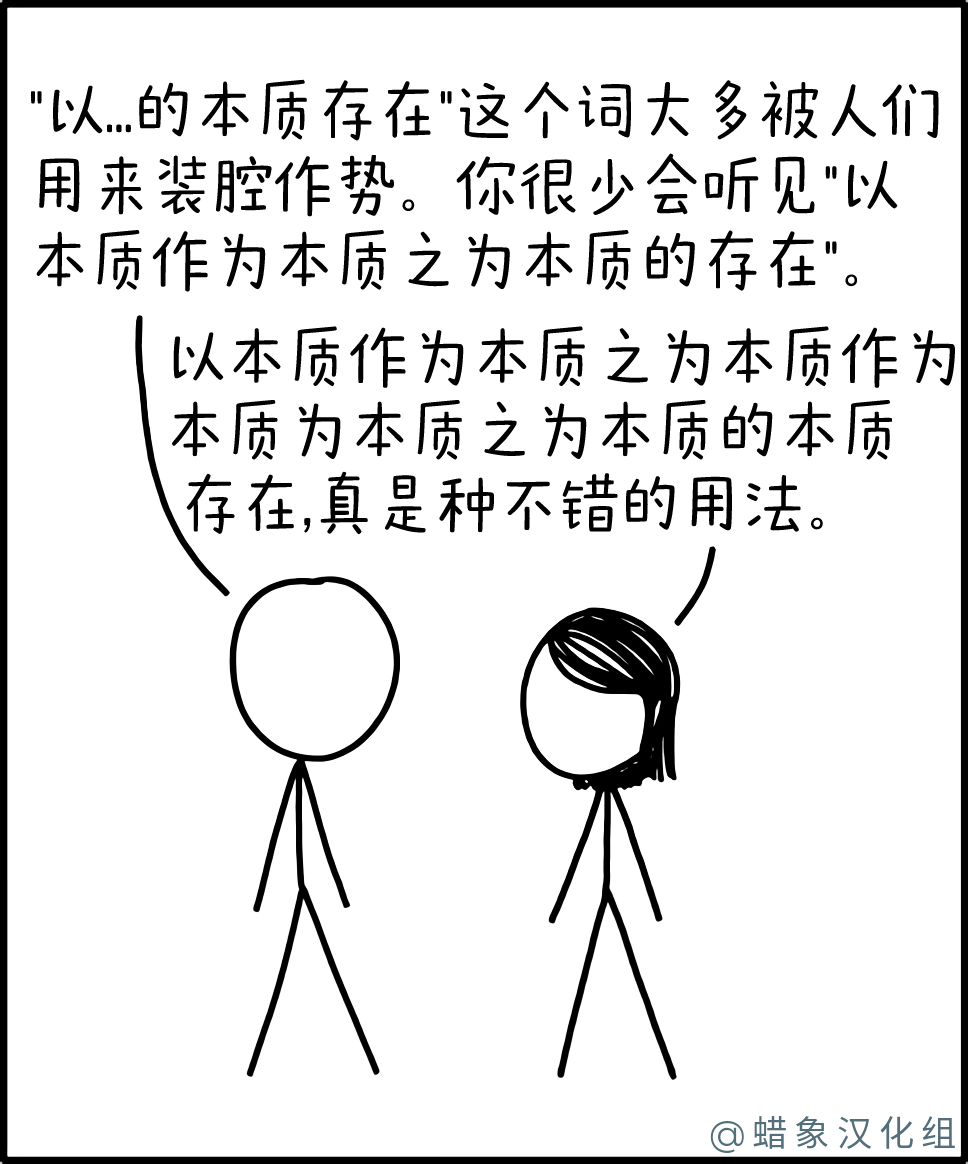 "以...的本质存在"这个词大多被人们
用来装腔作势。你很少会听见"以
本质作为本质之为本质的存在"。
以本质作为本质之为本质作为
本质为本质之为本质的本质
存在,真是种不错的用法。
@蜡象汉化组